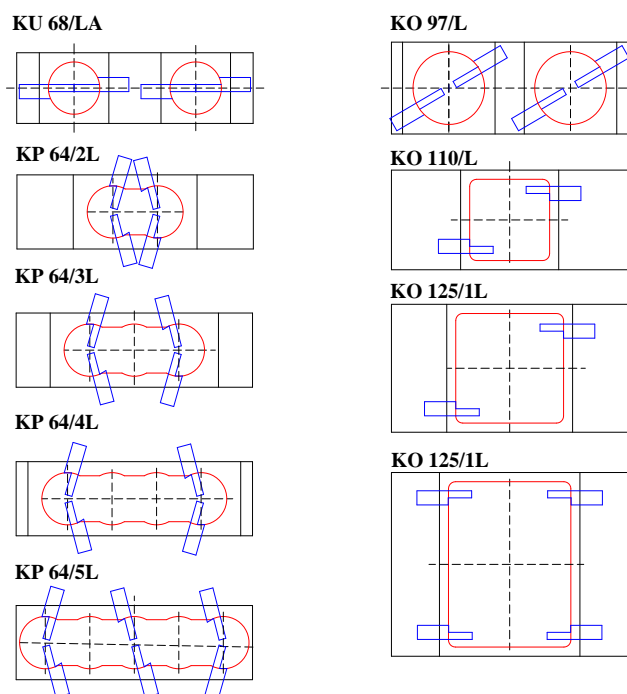 KU 68/LA
KP 64/2L
KP 64/3L
KP 64/4L
KP 64/5L
KO 97/L
KO 110/L
KO 125/1L
KO 125/1L